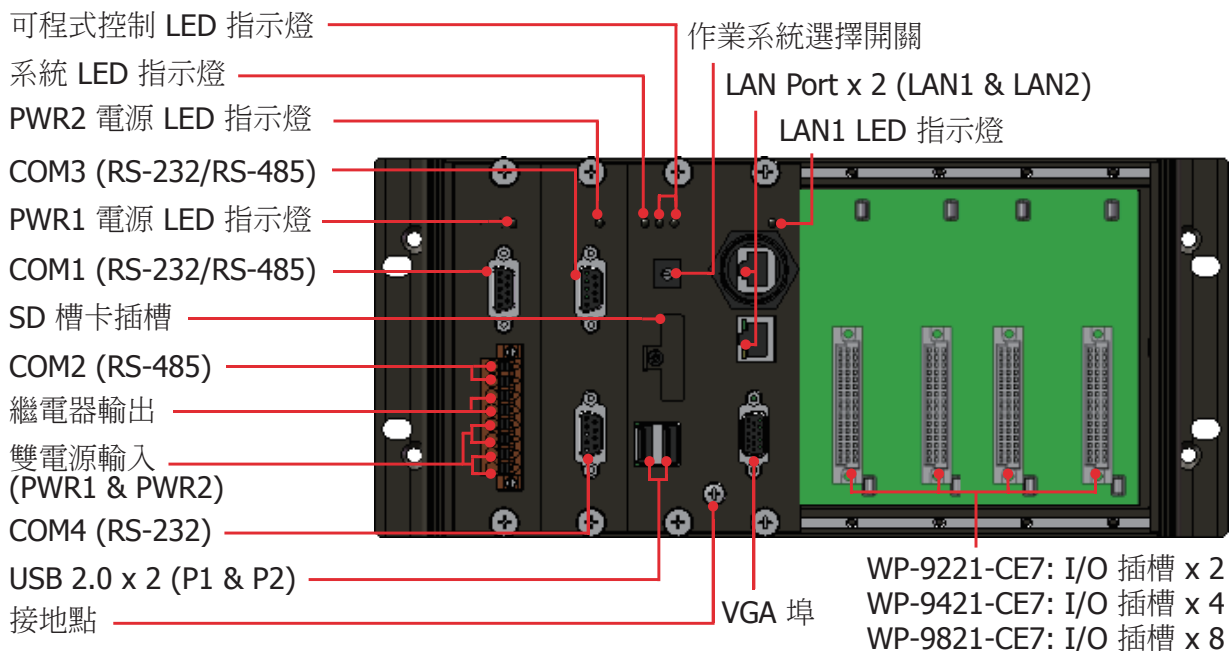 可程式控制 LED 指示燈
系統 LED 指示燈
PWR2 電源 LED 指示燈
COM3 (RS-232/RS-485)
PWR1 電源 LED 指示燈
COM1 (RS-232/RS-485)
SD 槽卡插槽
COM2 (RS-485)
繼電器輸出
雙電源輸入
(PWR1 & PWR2)
COM4 (RS-232)
USB 2.0 x 2 (P1 & P2)
接地點
作業系統選擇開關
LAN Port x 2 (LAN1 & LAN2)
LAN1 LED 指示燈
VGA 埠
WP-9221-CE7: I/O 插槽 x 2
WP-9421-CE7: I/O 插槽 x 4
WP-9821-CE7: I/O 插槽 x 8